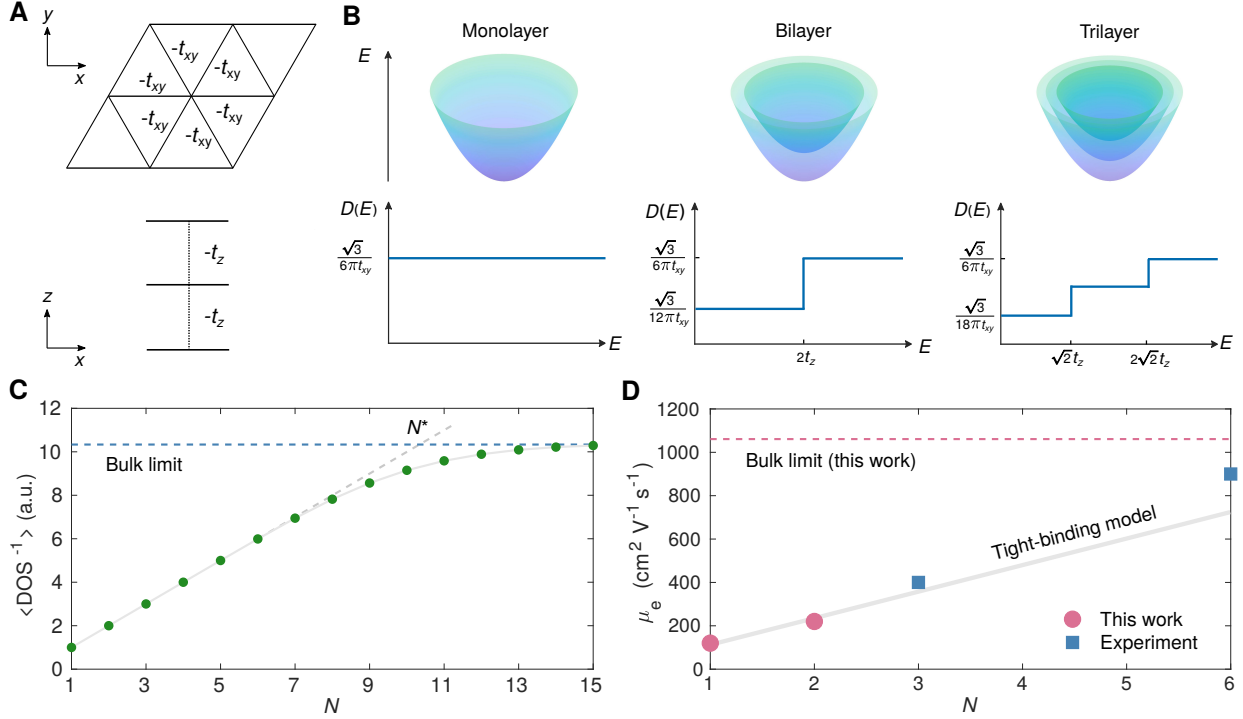 A
y
x
-t_xy
-t_xy
-t_xy
-t_xy
-t_xy
-t_xy
z
x
-t_z
-t_z
B
Monolayer
Bilayer
Trilayer
E
D(E)
√3
6πt_xy
E
D(E)
√3
6πt_xy
√3
12πt_xy
2t_z
E
D(E)
√3
6πt_xy
√3
18πt_xy
√2t_z
2√2t_z
E
C
12
10
8
6
4
2
0
<DOS⁻¹> (a.u.)
N*
Bulk limit
1
3
5
7
9
11
13
15
N
D
1200
1000
800
600
400
200
0
μ_e (cm² V⁻¹ s⁻¹)
Bulk limit (this work)
Tight-binding model
This work
Experiment
1
2
3
4
5
6
N